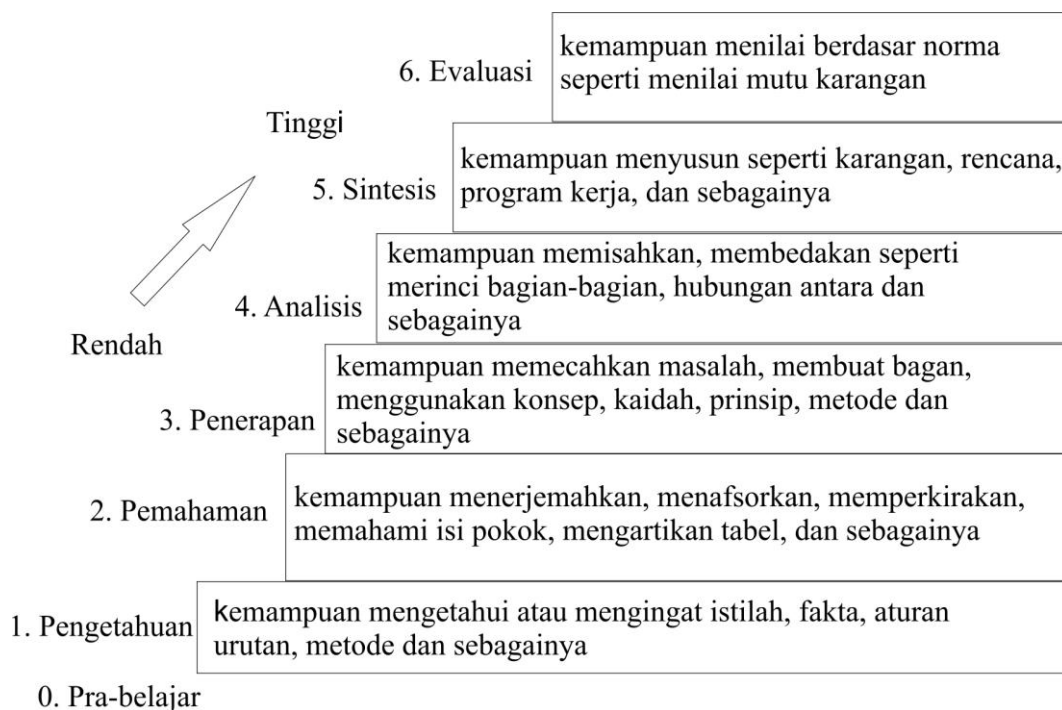 6. Evaluasi
kemampuan menilai berdasar norma
seperti menilai mutu karangan
Tinggi
5. Sintesis
kemampuan menyusun seperti karangan, rencana,
program kerja, dan sebagainya
4. Analisis
kemampuan memisahkan, membedakan seperti
merinci bagian-bagian, hubungan antara dan
sebagainya
Rendah
3. Penerapan
kemampuan memecahkan masalah, membuat bagan,
menggunakan konsep, kaidah, prinsip, metode dan
sebagainya
2. Pemahaman
kemampuan menerjemahkan, menafsorkan, memperkirakan,
memahami isi pokok, mengartikan tabel, dan sebagainya
1. Pengetahuan
kemampuan mengetahui atau mengingat istilah, fakta, aturan
urutan, metode dan sebagainya
0. Pra-belajar